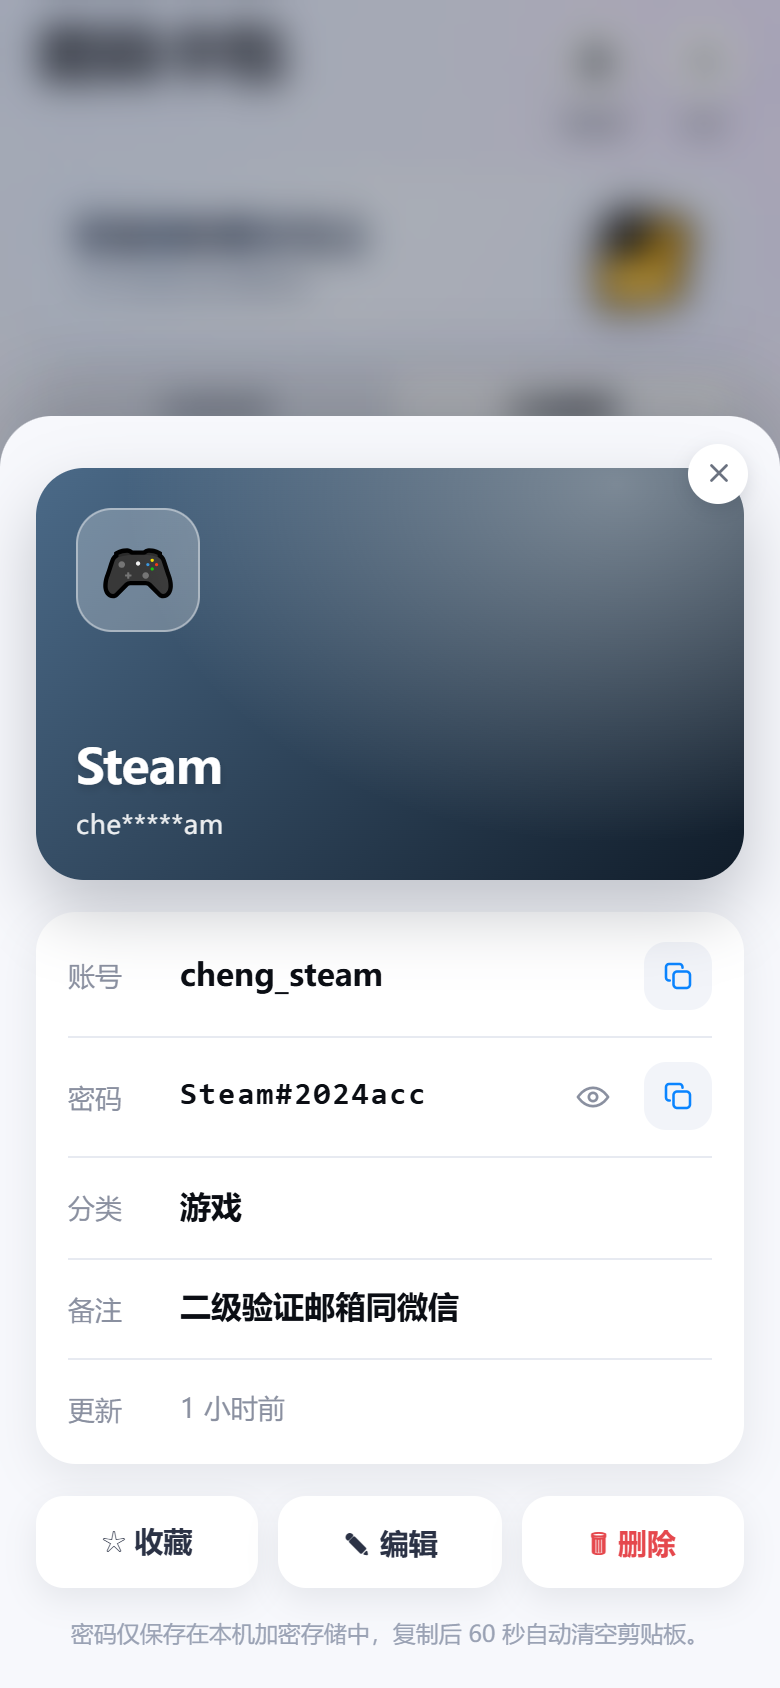 Steam
che*****am
账号 cheng_steam
密码 Steam#2024acc
分类 游戏
备注 二级验证邮箱同微信
更新 1 小时前
☆ 收藏 编辑 删除
密码仅保存在本机加密存储中，复制后 60 秒自动清空剪贴板。